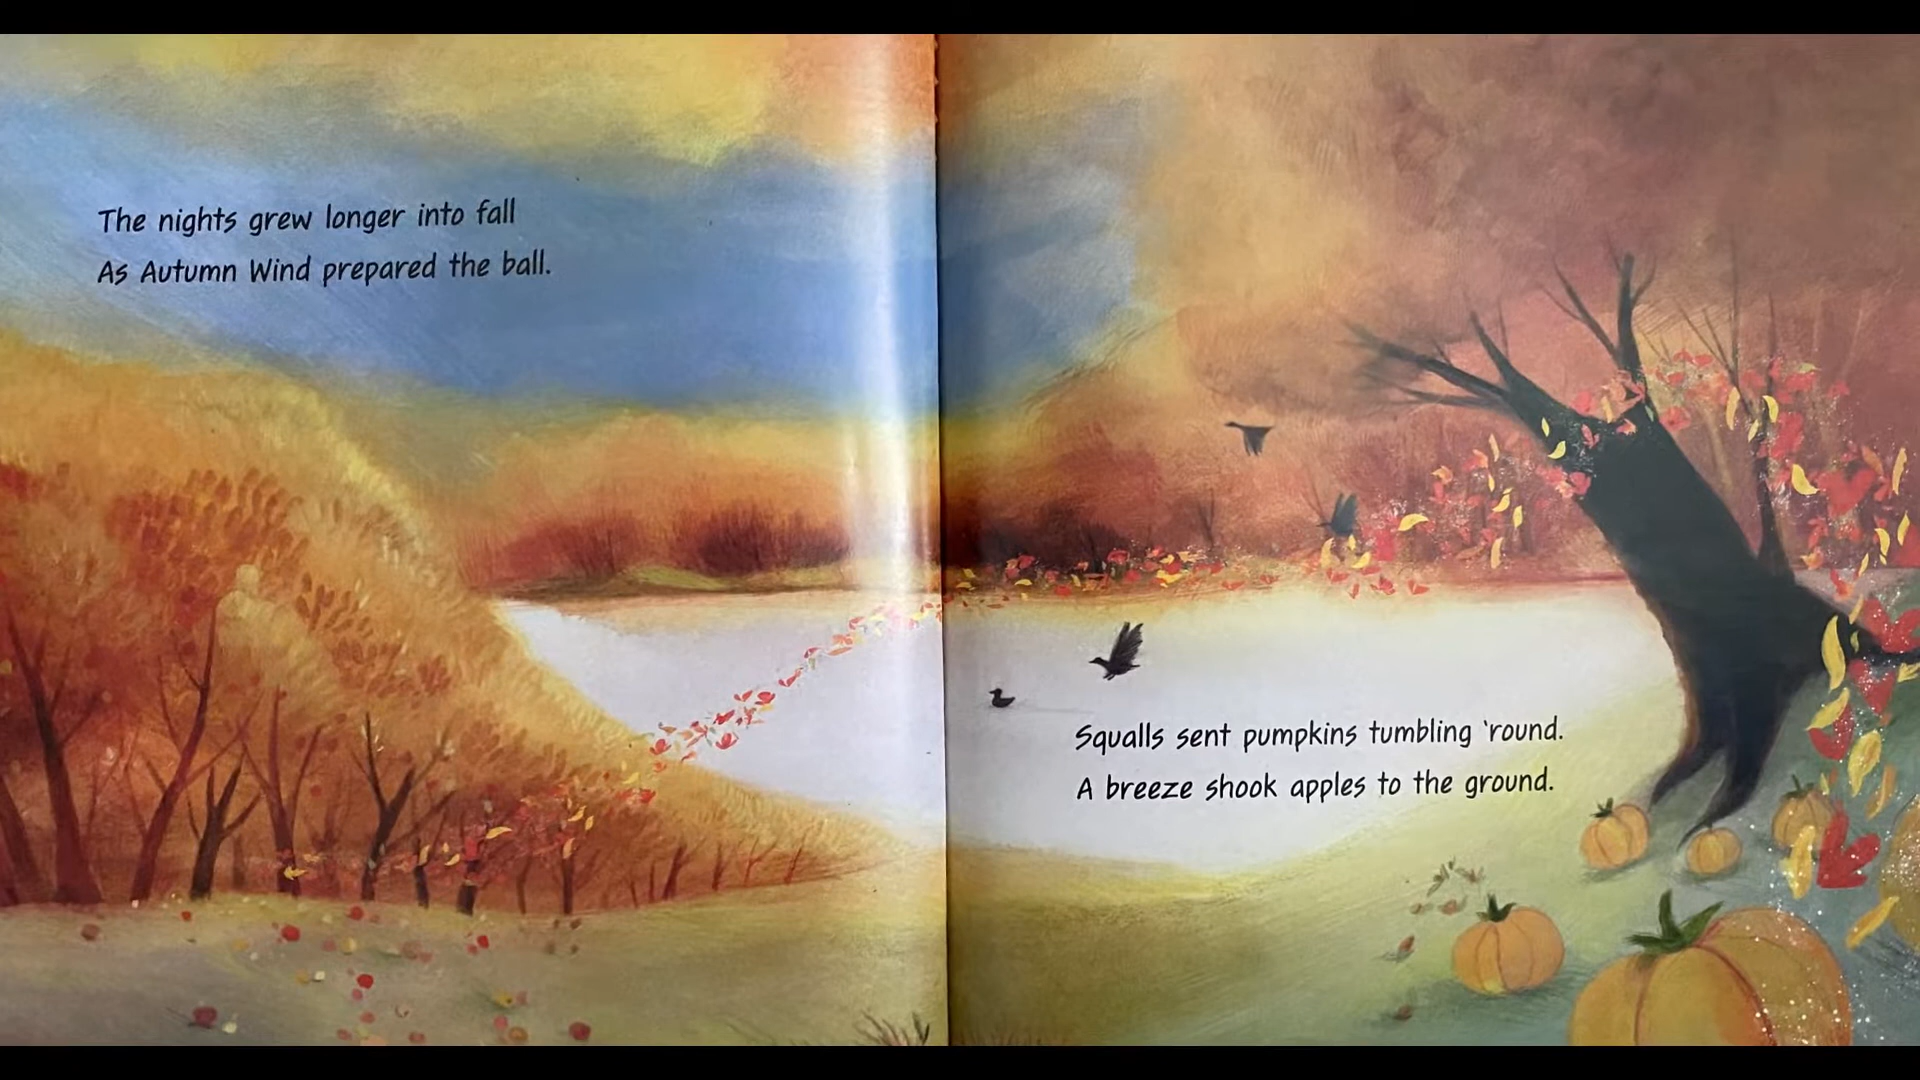 The nights grew longer into fall
As Autumn Wind prepared the ball.
Squalls sent pumpkins tumbling 'round.
A breeze shook apples to the ground.